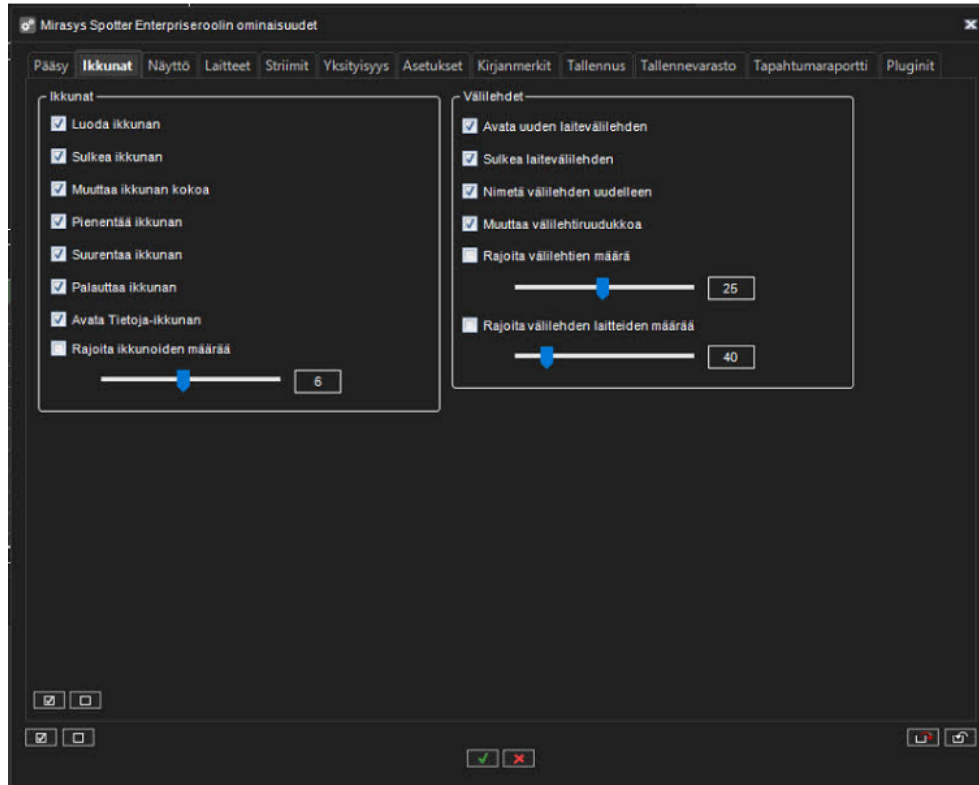 Mirasys Spotter Enterpriseroolin ominaisuudet
Pääsy Ikkunat Näyttö Laitteet Striimit Yksityisyys Asetukset Kirjanmerkit Tallennus Tallennevarasto Tapahtumaraportti Pluginit
Ikkunat
Luoda ikkunan
Sulkea ikkunan
Muuttaa ikkunan kokoa
Pienentää ikkunan
Suurentaa ikkunan
Palauttaa ikkunan
Avata Tietoja-ikkunan
Rajoita ikkunoiden määrää
6
Välilehdet
Avata uuden laitevälilehden
Sulkea laitevälilehden
Nimetä välilehden uudelleen
Muuttaa välilehtiruudukkoa
Rajoita välilehtien määrä
25
Rajoita välilehden laitteiden määrää
40